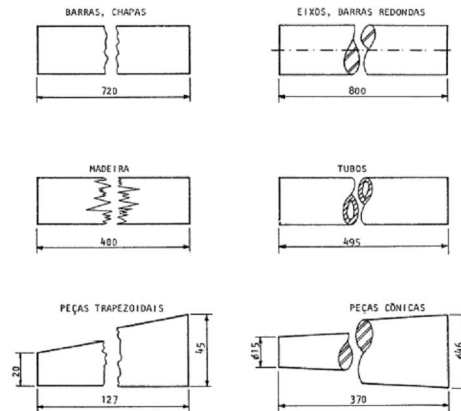 BARRAS, CHAPAS
EIXOS, BARRAS REDONDAS
720
800
MADEIRA
TUBOS
400
495
PEÇAS TRAPEZOIDAIS
PEÇAS CÔNICAS
20
45
ø15
ø46
127
370